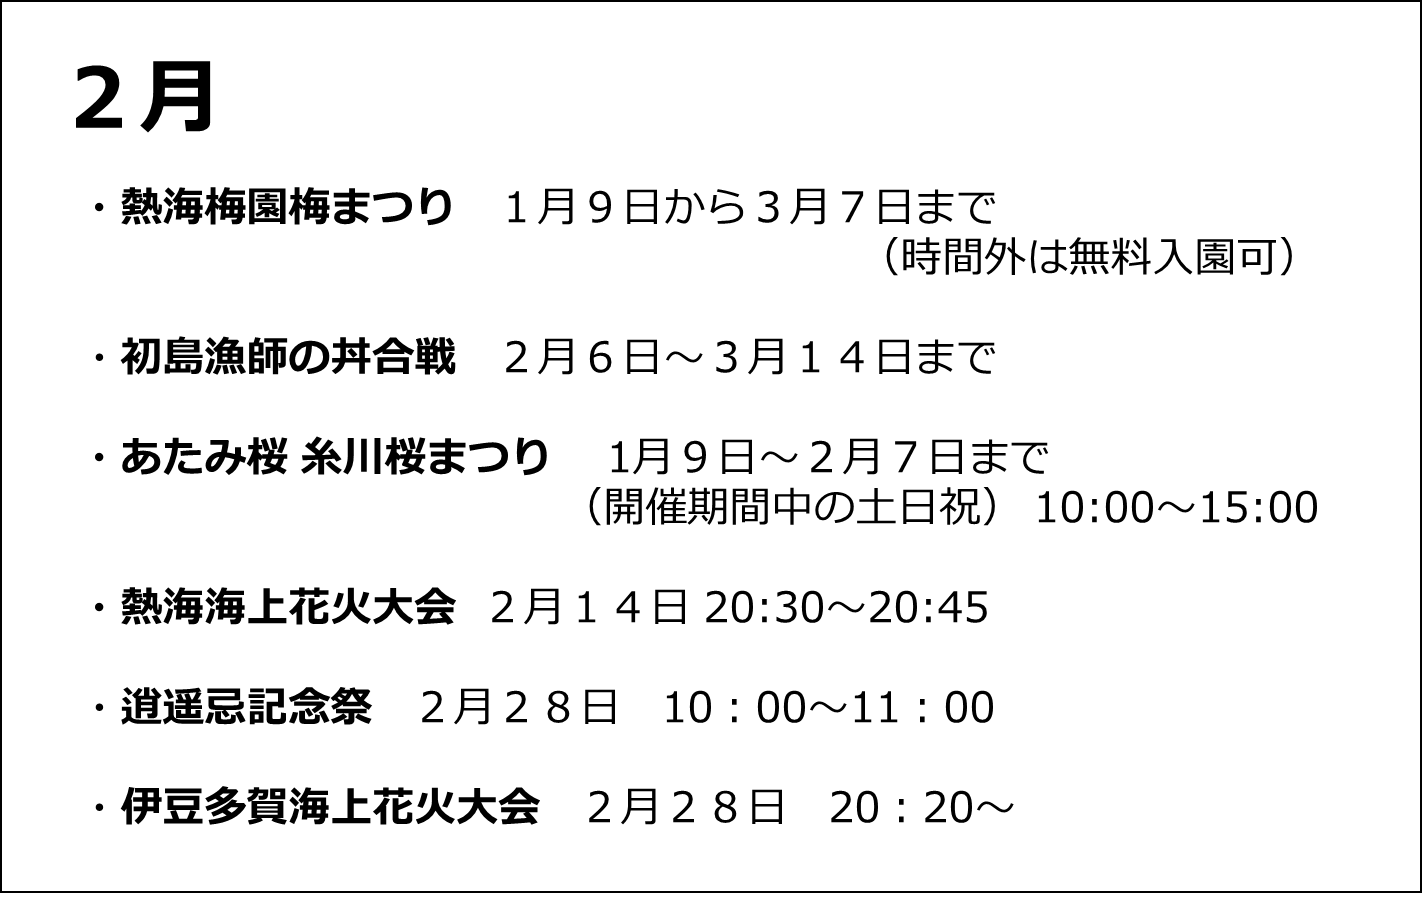 ２月
・熱海梅園梅まつり　１月９日から３月７日まで
（時間外は無料入園可）
・初島漁師の丼合戦　２月６日～３月１４日まで
・あたみ桜 糸川桜まつり　1月９日～２月７日まで
（開催期間中の土日祝） 10:00～15:00
・熱海海上花火大会 ２月１４日 20:30～20:45
・逍遥忌記念祭　２月２８日　10：00～11：00
・伊豆多賀海上花火大会　２月２８日　20：20～